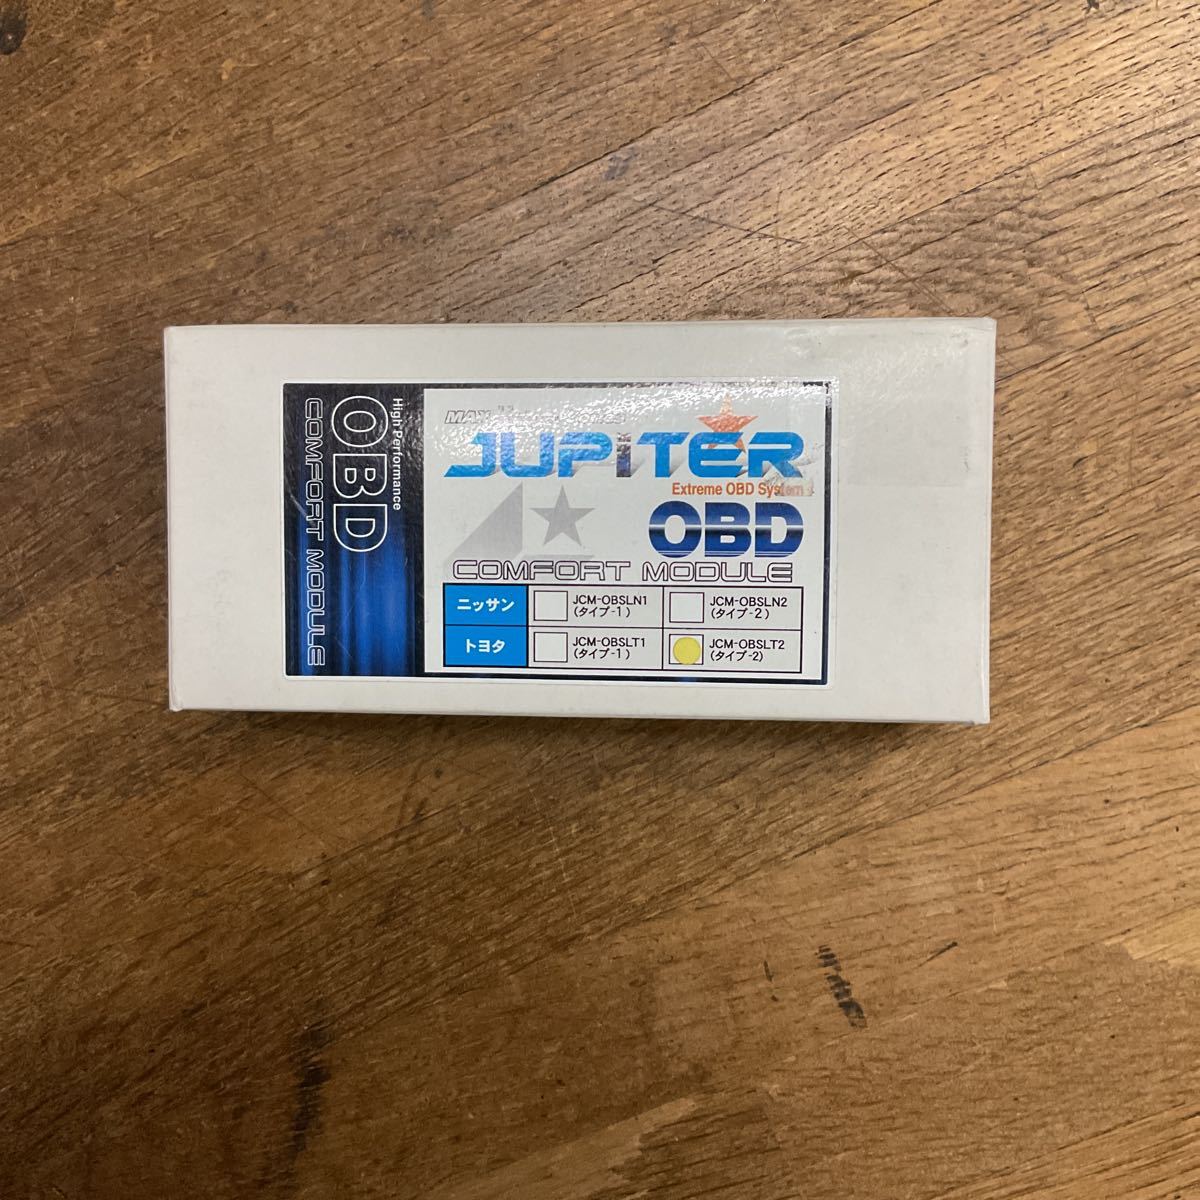 High Performance
OBD
COMFORT MODULE
MAX
JUPiTER
Extreme OBD System
OBD
COMFORT MODULE
ニッサン JCM-OBSLN1 JCM-OBSLN2
(タイプ-1) (タイプ-2)
トヨタ JCM-OBSLT1 JCM-OBSLT2
(タイプ-1) (タイプ-2)